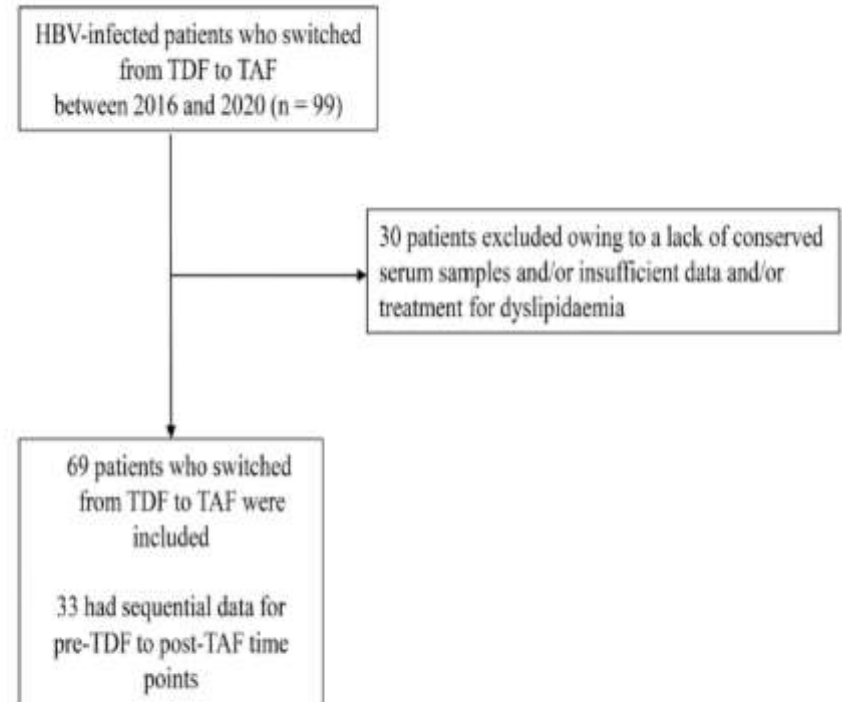 HBV-infected patients who switched
from TDF to TAF
between 2016 and 2020 (n = 99)
30 patients excluded owing to a lack of conserved
serum samples and/or insufficient data and/or
treatment for dyslipidaemia
69 patients who switched
from TDF to TAF were
included
33 had sequential data for
pre-TDF to post-TAF time
points